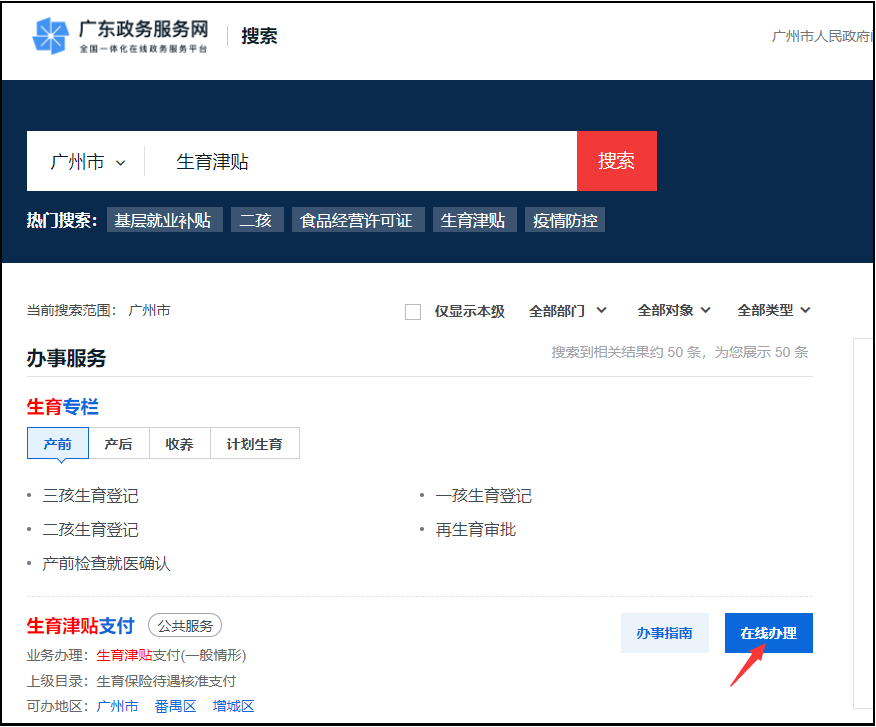 广东政务服务网
全国一体化在线政务服务平台
搜索
广州市人民政府
广州市
生育津贴
搜索
热门搜索：
基层就业补贴
二孩
食品经营许可证
生育津贴
疫情防控
当前搜索范围： 广州市
仅显示本级
全部部门
全部对象
全部类型
办事服务
搜索到相关结果约 50 条，为您展示 50 条
生育专栏
产前
产后
收养
计划生育
• 三孩生育登记
• 一孩生育登记
• 二孩生育登记
• 再生育审批
• 产前检查就医确认
生育津贴支付
公共服务
办事指南
在线办理
业务办理：生育津贴支付(一般情形)
上级目录：生育保险待遇核准支付
可办地区：广州市 番禺区 增城区